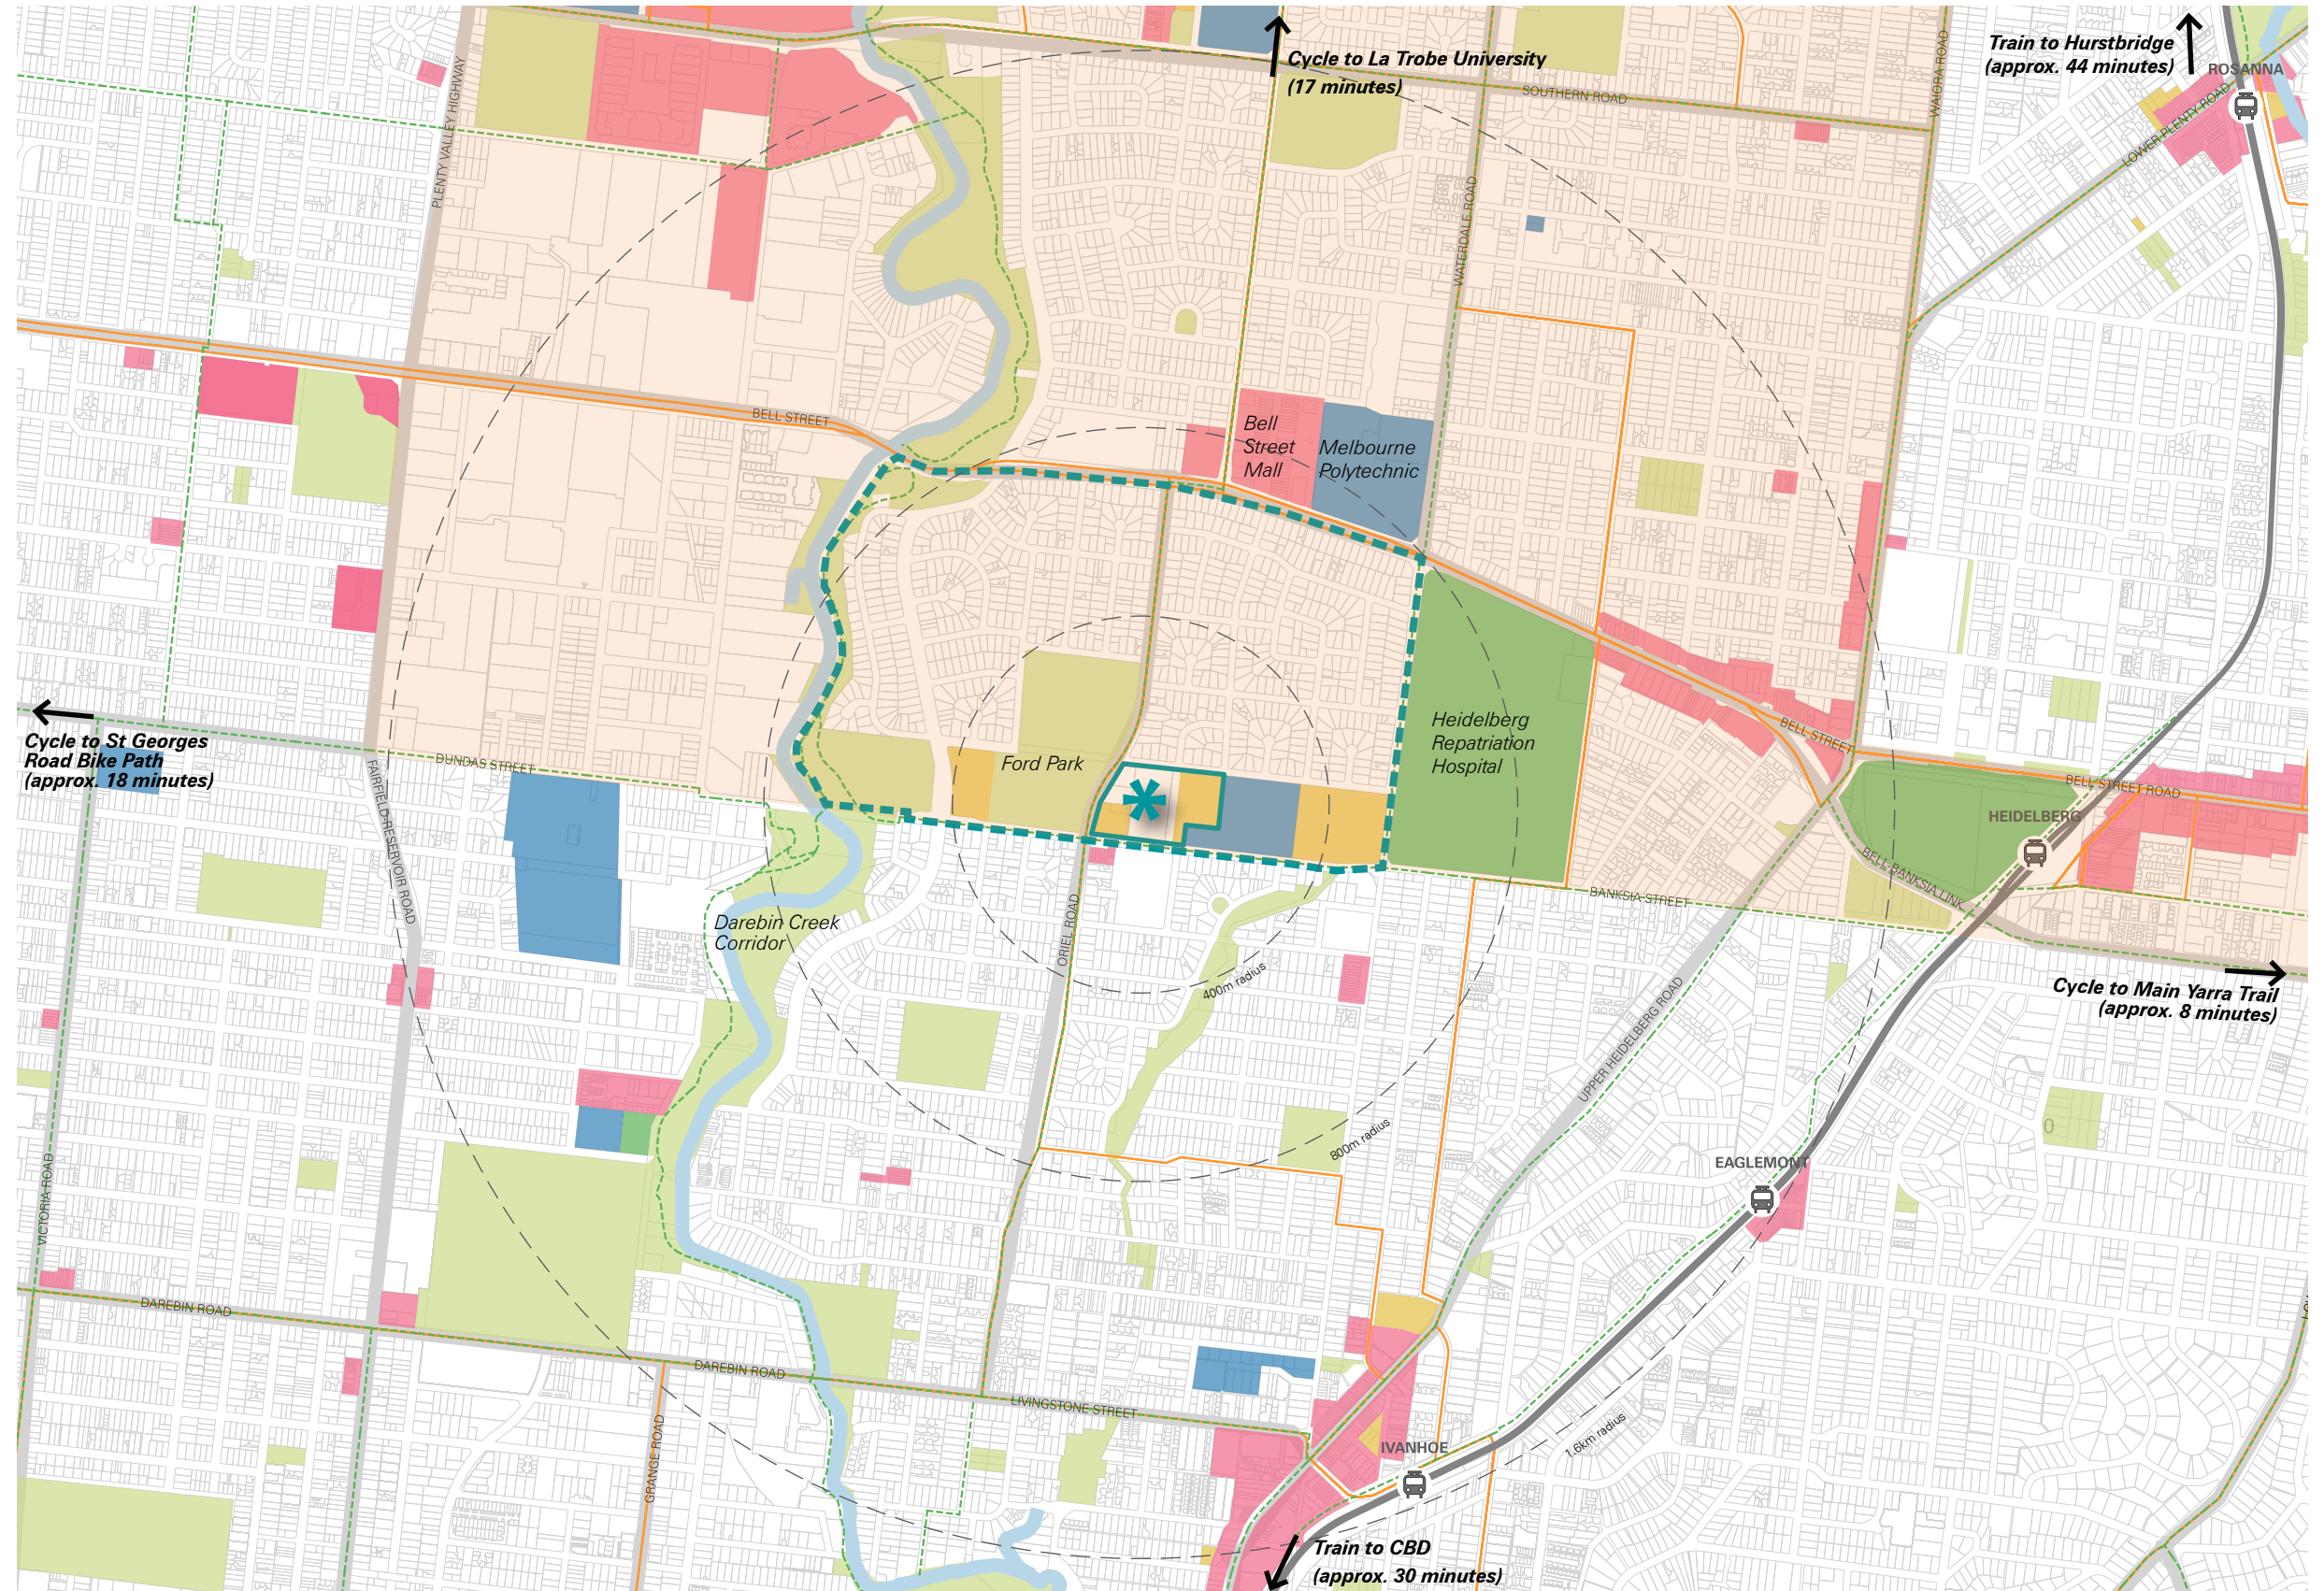 Cycle to La Trobe University
(17 minutes)
Train to Hurstbridge
(approx. 44 minutes)
ROSANNA
LOWER PLENTY ROAD
WAIORA ROAD
SOUTHERN ROAD
PLENTY VALLEY HIGHWAY
WATERDALE ROAD
BELL STREET
Bell
Street
Mall
Melbourne
Polytechnic
Heidelberg
Repatriation
Hospital
Ford Park
BELL STREET
BELL STREET ROAD
HEIDELBERG
BELL-BANKSIA LINK
BANKSIA STREET
Cycle to St Georges
Road Bike Path
(approx. 18 minutes)
DUNDAS STREET
FAIRFIELD-RESERVOIR ROAD
Darebin Creek
Corridor
ORIEL ROAD
400m radius
800m radius
1.6km radius
UPPER HEIDELBERG ROAD
Cycle to Main Yarra Trail
(approx. 8 minutes)
EAGLEMONT
VICTORIA ROAD
DAREBIN ROAD
DAREBIN ROAD
GRANGE ROAD
LIVINGSTONE STREET
IVANHOE
Train to CBD
(approx. 30 minutes)